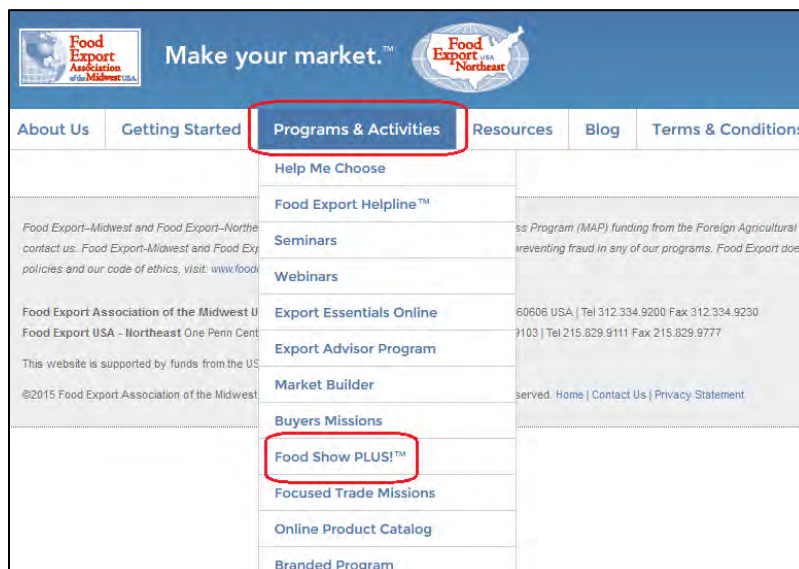 Food
Export
Association
of the Midwest USA
Make your market.™
Food
Export USA
Northeast
About Us Getting Started Programs & Activities Resources Blog Terms & Conditions
Help Me Choose
Food Export Helpline™
Seminars
Webinars
Export Essentials Online
Export Advisor Program
Market Builder
Buyers Missions
Food Show PLUS!™
Focused Trade Missions
Online Product Catalog
Branded Program
Food Export–Midwest and Food Export–Northe ss Program (MAP) funding from the Foreign Agricultural
contact us. Food Export-Midwest and Food Exp preventing fraud in any of our programs. Food Export doe
policies and our code of ethics, visit: www.food
Food Export Association of the Midwest U 60606 USA | Tel 312.334.9200 Fax 312.334.9230
Food Export USA - Northeast One Penn Cent 9103 | Tel 215.829.9111 Fax 215.829.9777
This website is supported by funds from the US
©2015 Food Export Association of the Midwest served. Home | Contact Us | Privacy Statement